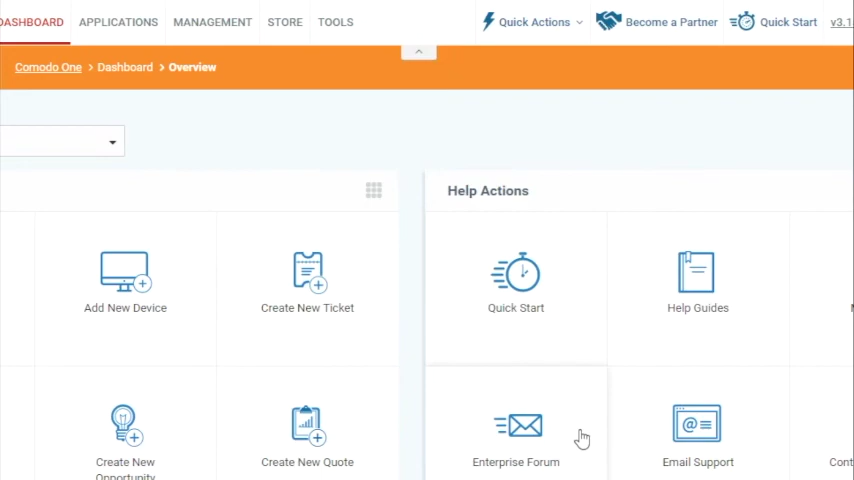 DASHBOARD APPLICATIONS MANAGEMENT STORE TOOLS Quick Actions Become a Partner Quick Start v3.1
Comodo One > Dashboard > Overview
Help Actions
Add New Device Create New Ticket Quick Start Help Guides
Create New Opportunity Create New Quote Enterprise Forum Email Support Cont